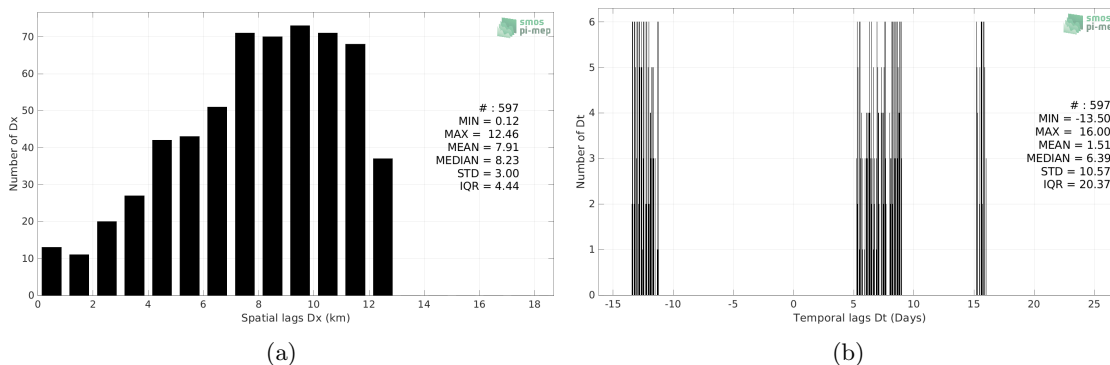 70
60
50
40
30
20
10
0
Number of Dx
0 2 4 6 8 10 12 14 16 18
Spatial lags Dx (km)
smos
pi-mep
# : 597
MIN = 0.12
MAX = 12.46
MEAN = 7.91
MEDIAN = 8.23
STD = 3.00
IQR = 4.44
(a)
6
5
4
3
2
1
0
Number of Dt
-15 -10 -5 0 5 10 15 20 25
Temporal lags Dt (Days)
smos
pi-mep
# : 597
MIN = -13.50
MAX = 16.00
MEAN = 1.51
MEDIAN = 6.39
STD = 10.57
IQR = 20.37
(b)